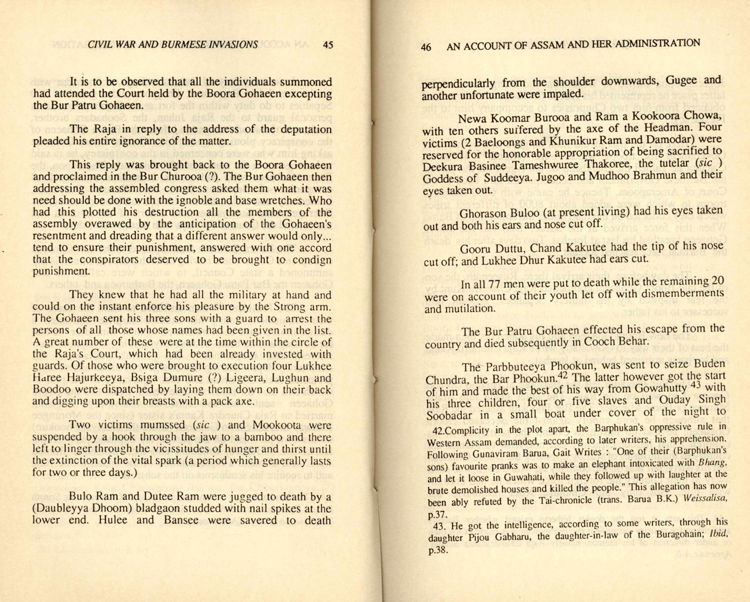 CIVIL WAR AND BURMESE INVASIONS 45
It is to be observed that all the individuals summoned
had attended the Court held by the Boora Gohaeen excepting
the Bur Patru Gohaeen.
The Raja in reply to the address of the deputation
pleaded his entire ignorance of the matter.
This reply was brought back to the Boora Gohaeen
and proclaimed in the Bur Churooa (?). The Bur Gohaeen then
addressing the assembled congress asked them what it was
need should be done with the ignoble and base wretches. Who
had this plotted his destruction all the members of the
assembly overawed by the anticipation of the Gohaeen's
resentment and dreading that a different answer would only...
tend to ensure their punishment, answered with one accord
that the conspirators deserved to be brought to condign
punishment.
They knew that he had all the military at hand and
could on the instant enforce his pleasure by the Strong arm.
The Gohaeen sent his three sons with a guard to arrest the
persons of all those whose names had been given in the list.
A great number of these were at the time within the circle of
the Raja's Court, which had been already invested with
guards. Of those who were brought to execution four Lukhee
Haree Hajurkeeya, Bsiga Dumure (?) Ligeera, Lughun and
Boodoo were dispatched by laying them down on their back
and digging upon their breasts with a pack axe.
Two victims mumssed (sic ) and Mookoota were
suspended by a hook through the jaw to a bamboo and there
left to linger through the vicissitudes of hunger and thirst until
the extinction of the vital spark (a period which generally lasts
for two or three days.)
Bulo Ram and Dutee Ram were jugged to death by a
(Daubleyya Dhoom) bladgaon studded with nail spikes at the
lower end. Hulee and Bansee were savered to death
46 AN ACCOUNT OF ASSAM AND HER ADMINISTRATION
perpendicularly from the shoulder downwards, Gugee and
another unfortunate were impaled.
Newa Koomar Burooa and Ram a Kookoora Chowa,
with ten others suffered by the axe of the Headman. Four
victims (2 Baeloongs and Khunikur Ram and Damodar) were
reserved for the honorable appropriation of being sacrified to
Deekura Basinee Tameshwuree Thakoree, the tutelar (sic )
Goddess of Suddeeya. Jugoo and Mudhoo Brahmun and their
eyes taken out.
Ghorason Buloo (at present living) had his eyes taken
out and both his ears and nose cut off.
Gooru Duttu, Chand Kakutee had the tip of his nose
cut off; and Lukhee Dhur Kakutee had ears cut.
In all 77 men were put to death while the remaining 20
were on account of their youth let off with dismemberments
and mutilation.
The Bur Patru Gohaeen effected his escape from the
country and died subsequently in Cooch Behar.
The Parbbuteeya Phookun, was sent to seize Buden
Chundra, the Bar Phookun.42 The latter however got the start
of him and made the best of his way from Gowahutty 43 with
his three children, four or five slaves and Ouday Singh
Soobadar in a small boat under cover of the night to
42.Complicity in the plot apart, the Barphukan's oppressive rule in
Western Assam demanded, according to later writers, his apprehension.
Following Gunaviram Barua, Gait Writes : "One of their (Barphukan's
sons) favourite pranks was to make an elephant intoxicated with Bhang,
and let it loose in Guwahati, while they followed up with laughter at the
brute demolished houses and killed the people." This allegation has now
been ably refuted by the Tai-chronicle (trans. Barua B.K.) Weissalisa,
p.37.
43. He got the intelligence, according to some writers, through his
daughter Pijou Gabharu, the daughter-in-law of the Buragohain; Ibid,
p.38.